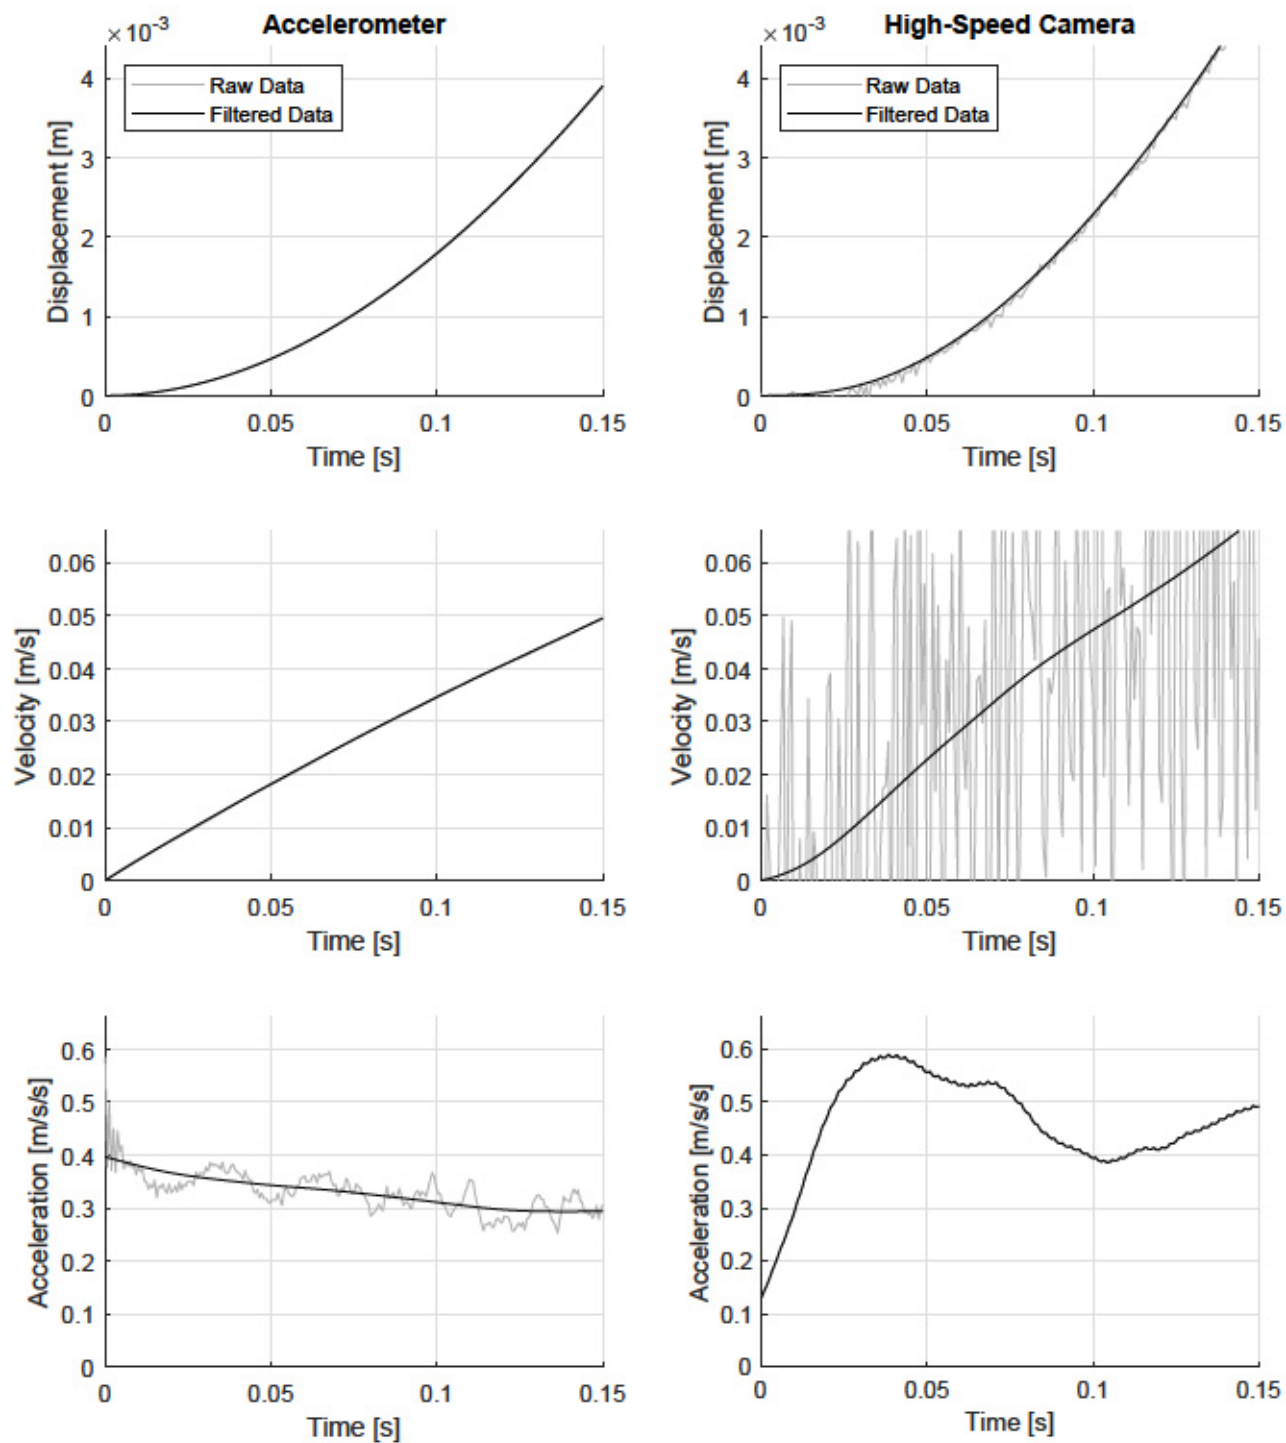 Accelerometer
×10⁻³
Displacement [m]
4
3
2
1
0
Raw Data
Filtered Data
0 0.05 0.1 0.15
Time [s]
High-Speed Camera
×10⁻³
Displacement [m]
4
3
2
1
0
Raw Data
Filtered Data
0 0.05 0.1 0.15
Time [s]
Velocity [m/s]
0.06
0.05
0.04
0.03
0.02
0.01
0
0 0.05 0.1 0.15
Time [s]
Velocity [m/s]
0.06
0.05
0.04
0.03
0.02
0.01
0
0 0.05 0.1 0.15
Time [s]
Acceleration [m/s/s]
0.6
0.5
0.4
0.3
0.2
0.1
0
0 0.05 0.1 0.15
Time [s]
Acceleration [m/s/s]
0.6
0.5
0.4
0.3
0.2
0.1
0
0 0.05 0.1 0.15
Time [s]